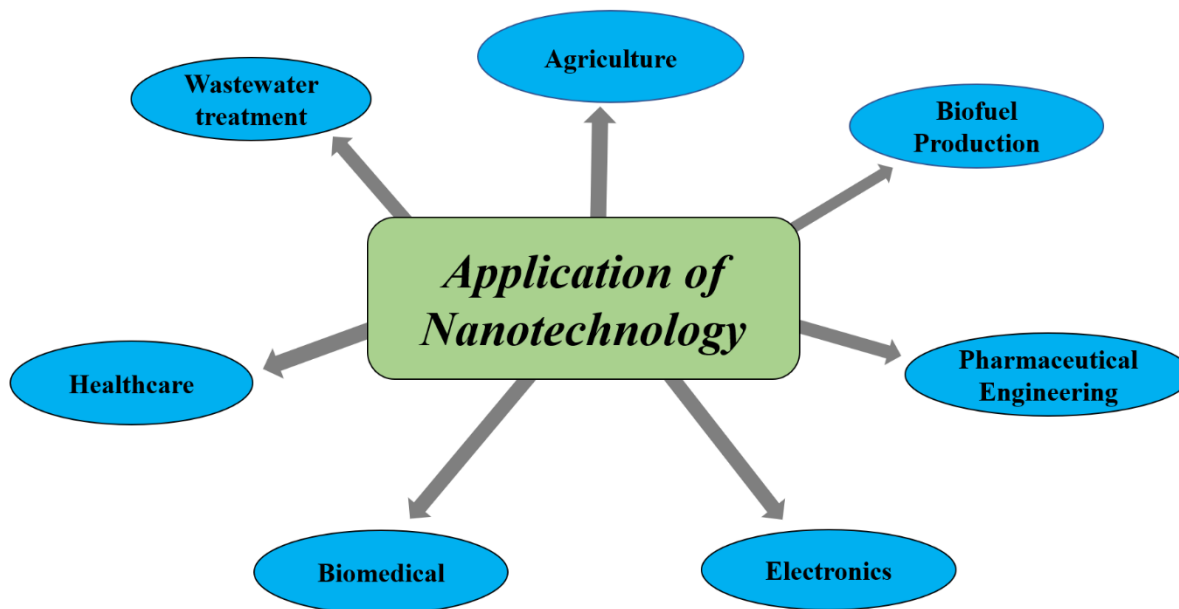 Agriculture
Wastewater
treatment
Biofuel
Production
Application of
Nanotechnology
Healthcare
Pharmaceutical
Engineering
Biomedical
Electronics